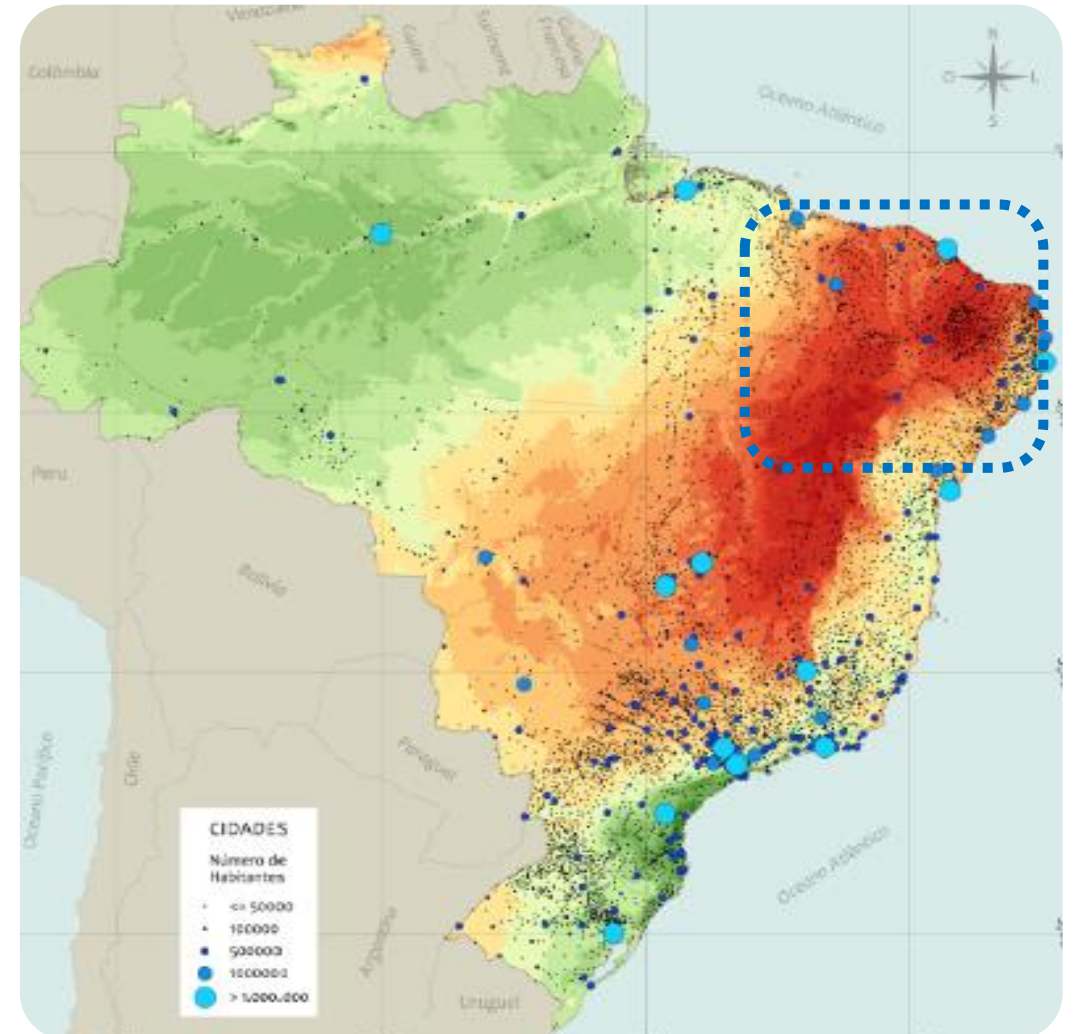 Venezuela
Colômbia
Guiana
Suriname
Guiana
Francesa
Oceano Atlântico
N
O
L
S
Peru
Bolívia
Paraguai
Chile
Oceano Pacífico
Argentina
Uruguai
Oceano Atlântico
CIDADES
Número de
Habitantes
<= 50000
100000
500000
1000000
> 1.000.000